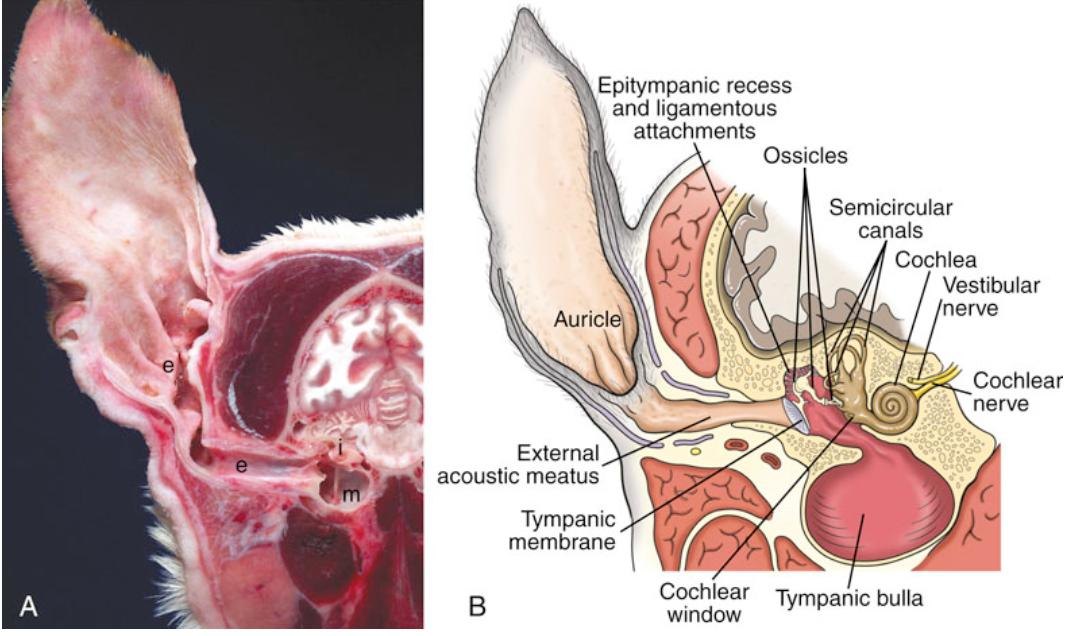 e
e
i
m
A
Epitympanic recess
and ligamentous
attachments
Ossicles
Semicircular
canals
Cochlea
Vestibular
nerve
Cochlear
nerve
Auricle
External
acoustic meatus
Tympanic
membrane
Cochlear
window
Tympanic bulla
B